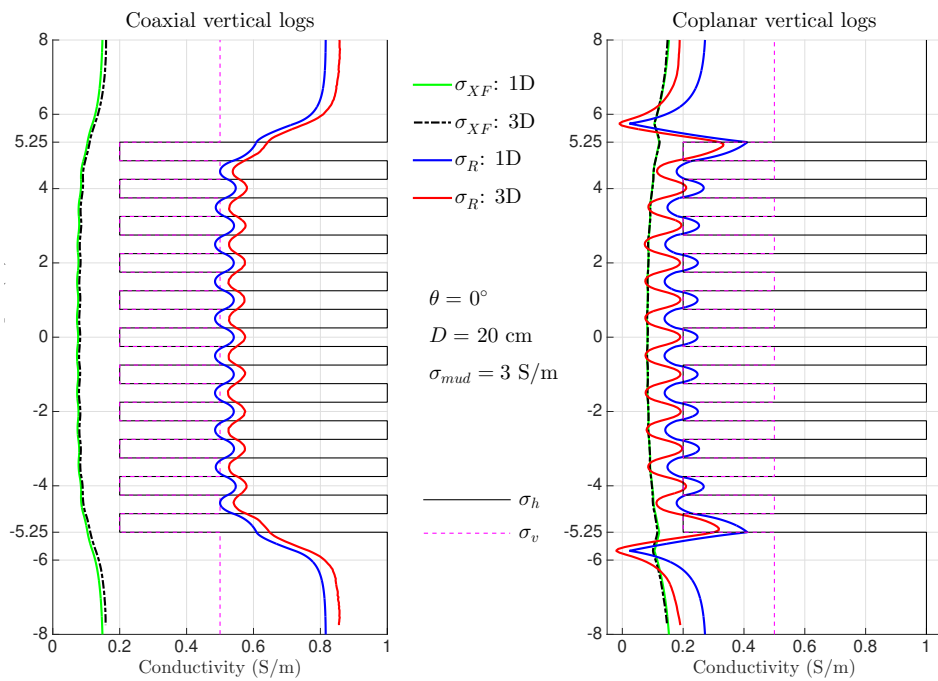 Coaxial vertical logs
Coplanar vertical logs
8
6
5.25
4
2
0
-2
-4
-5.25
-6
-8
0 0.2 0.4 0.6 0.8 1
Conductivity (S/m)
σ_XF: 1D
σ_XF: 3D
σ_R: 1D
σ_R: 3D
θ = 0°
D = 20 cm
σ_mud = 3 S/m
σ_h
σ_v
8
6
5.25
4
2
0
-2
-4
-5.25
-6
-8
0 0.2 0.4 0.6 0.8 1
Conductivity (S/m)